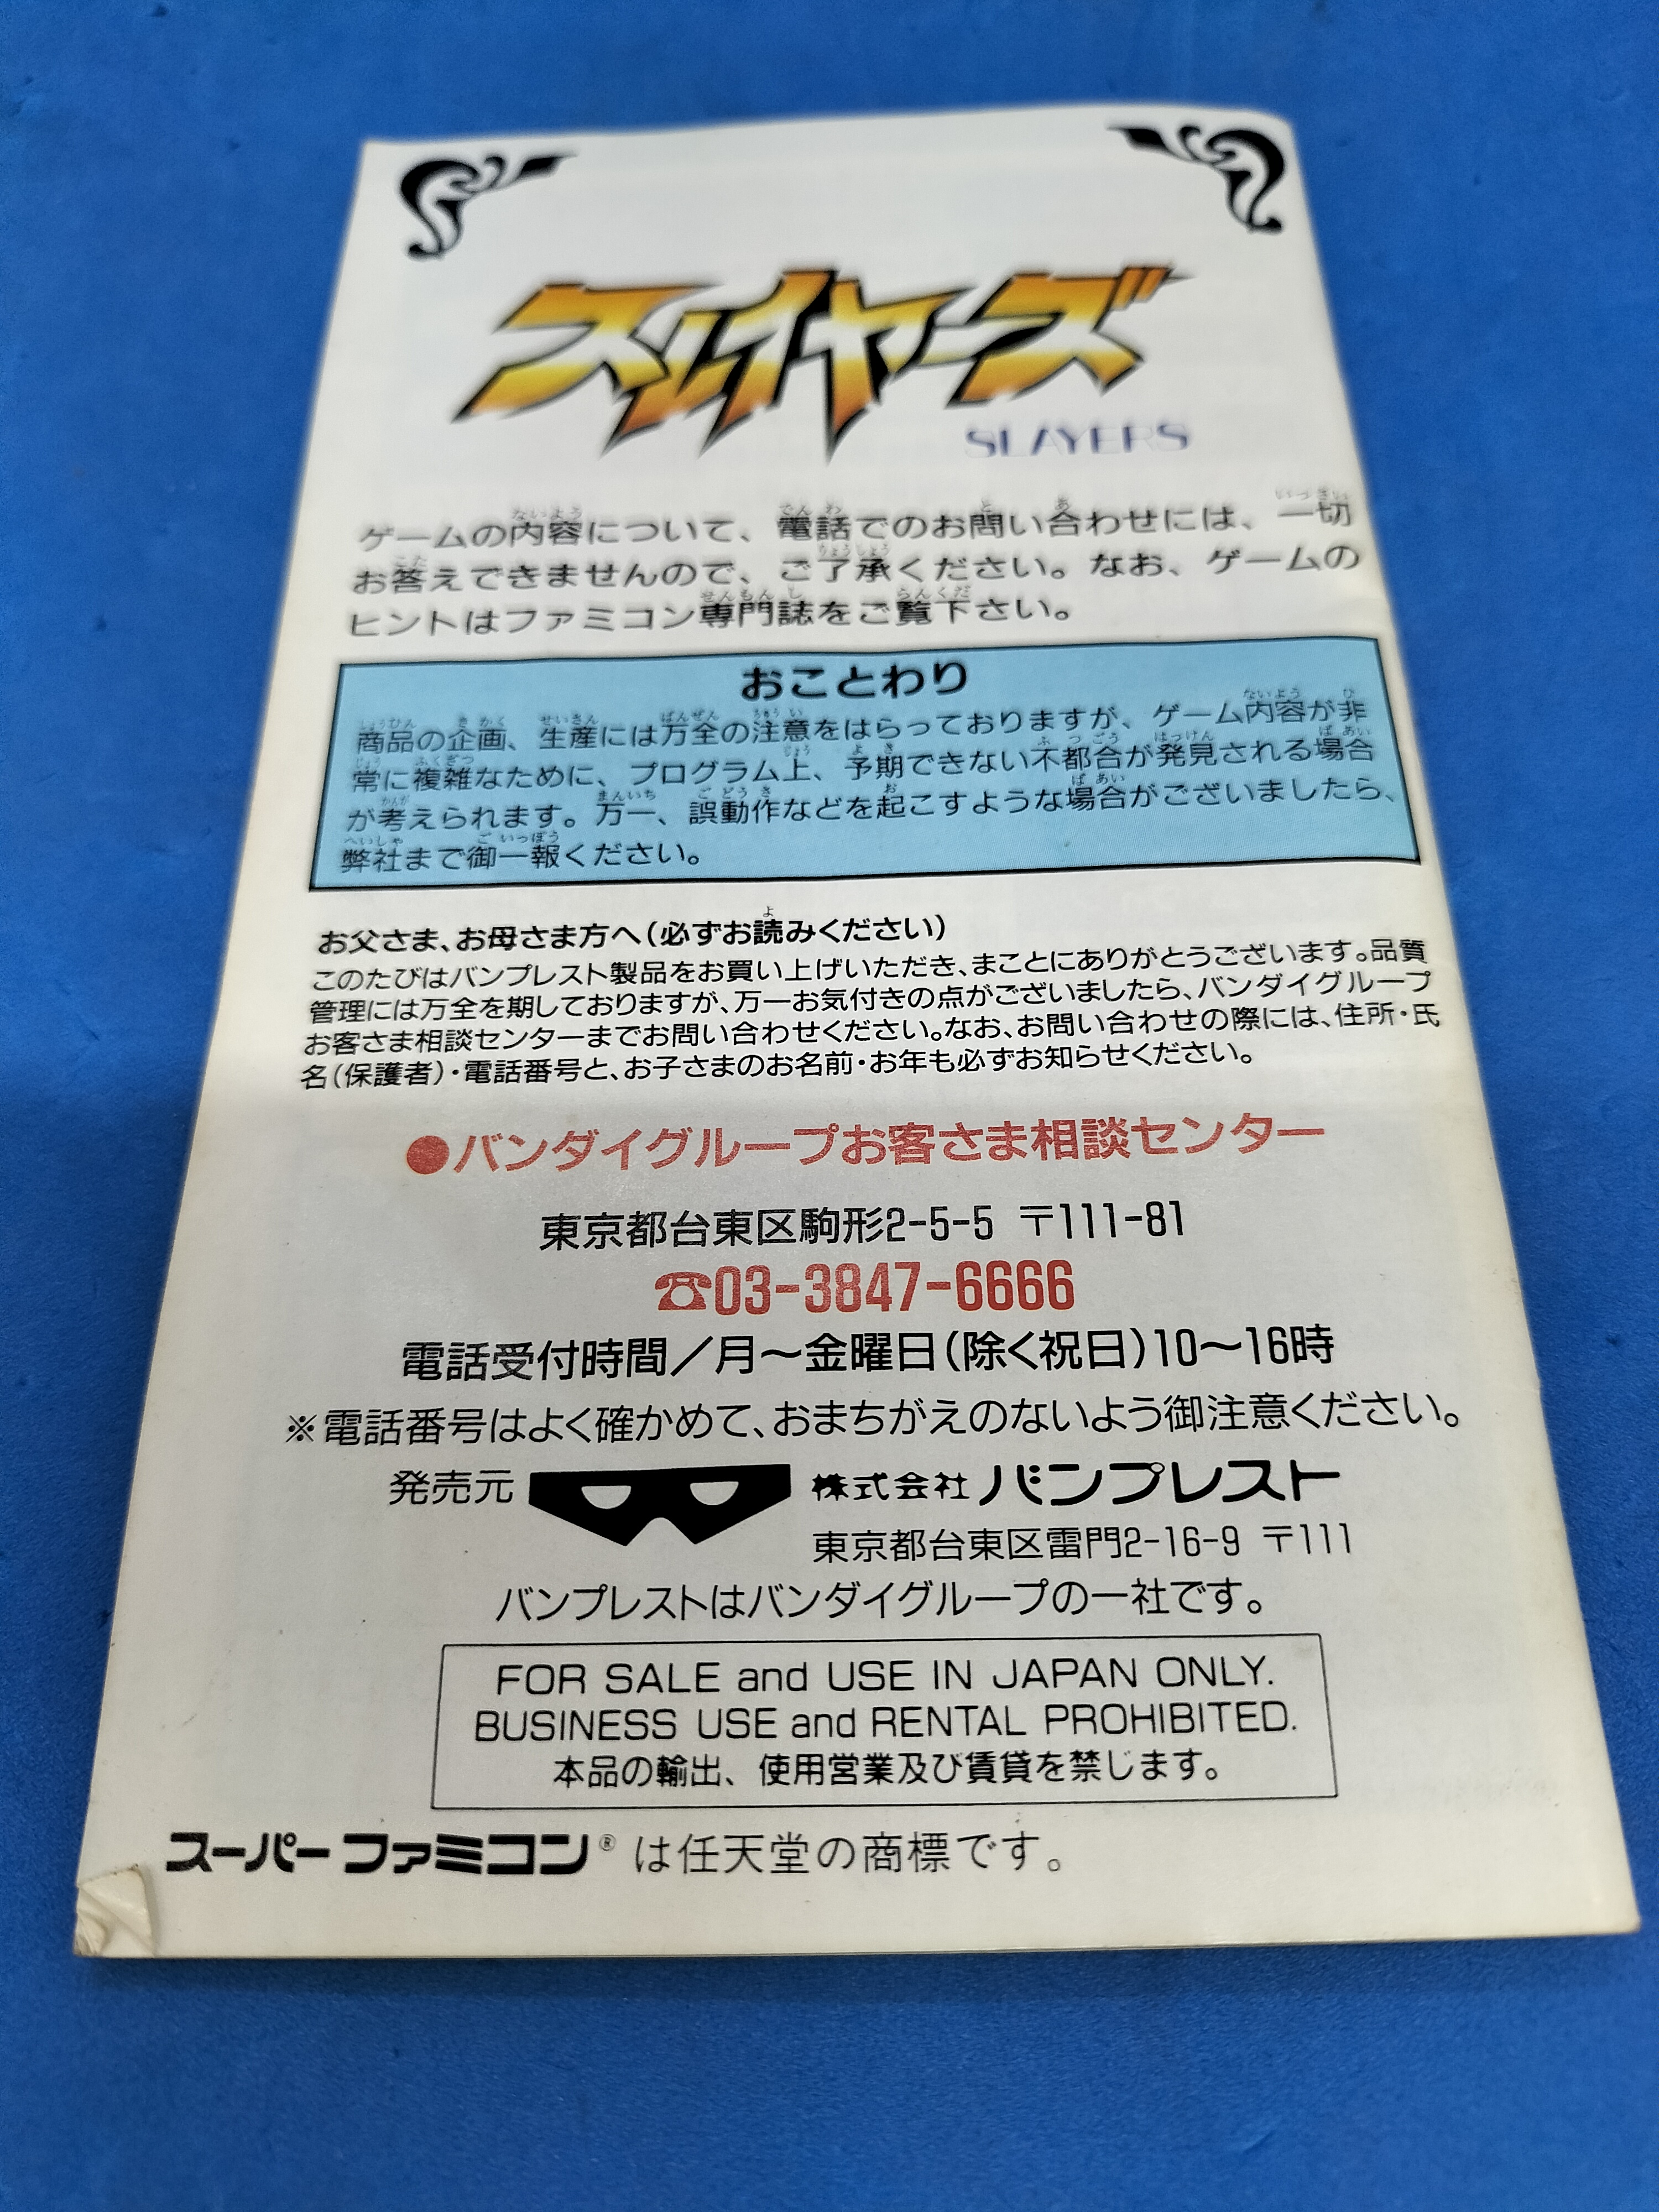 スレイヤーズ
SLAYERS
ゲームの内容について、電話でのお問い合わせには、一切
お答えできませんので、ご了承ください。なお、ゲームの
ヒントはファミコン専門誌をご覧下さい。
おことわり
商品の企画、生産には万全の注意をはらっておりますが、ゲーム内容が非
常に複雑なために、プログラム上、予期できない不都合が発見される場合
が考えられます。万一、誤動作などを起こすような場合がございましたら、
弊社まで御一報ください。
お父さま、お母さま方へ(必ずお読みください)
このたびはバンプレスト製品をお買い上げいただき、まことにありがとうございます。品質
管理には万全を期しておりますが、万一お気付きの点がございましたら、バンダイグループ
お客さま相談センターまでお問い合わせください。なお、お問い合わせの際には、住所・氏
名(保護者)・電話番号と、お子さまのお名前・お年も必ずお知らせください。
●バンダイグループお客さま相談センター
東京都台東区駒形2-5-5 〒111-81
☎03-3847-6666
電話受付時間／月～金曜日(除く祝日)10～16時
※電話番号はよく確かめて、おまちがえのないよう御注意ください。
発売元 株式会社 バンプレスト
東京都台東区雷門2-16-9 〒111
バンプレストはバンダイグループの一社です。
FOR SALE and USE IN JAPAN ONLY.
BUSINESS USE and RENTAL PROHIBITED.
本品の輸出、使用営業及び賃貸を禁じます。
スーパーファミコン® は任天堂の商標です。